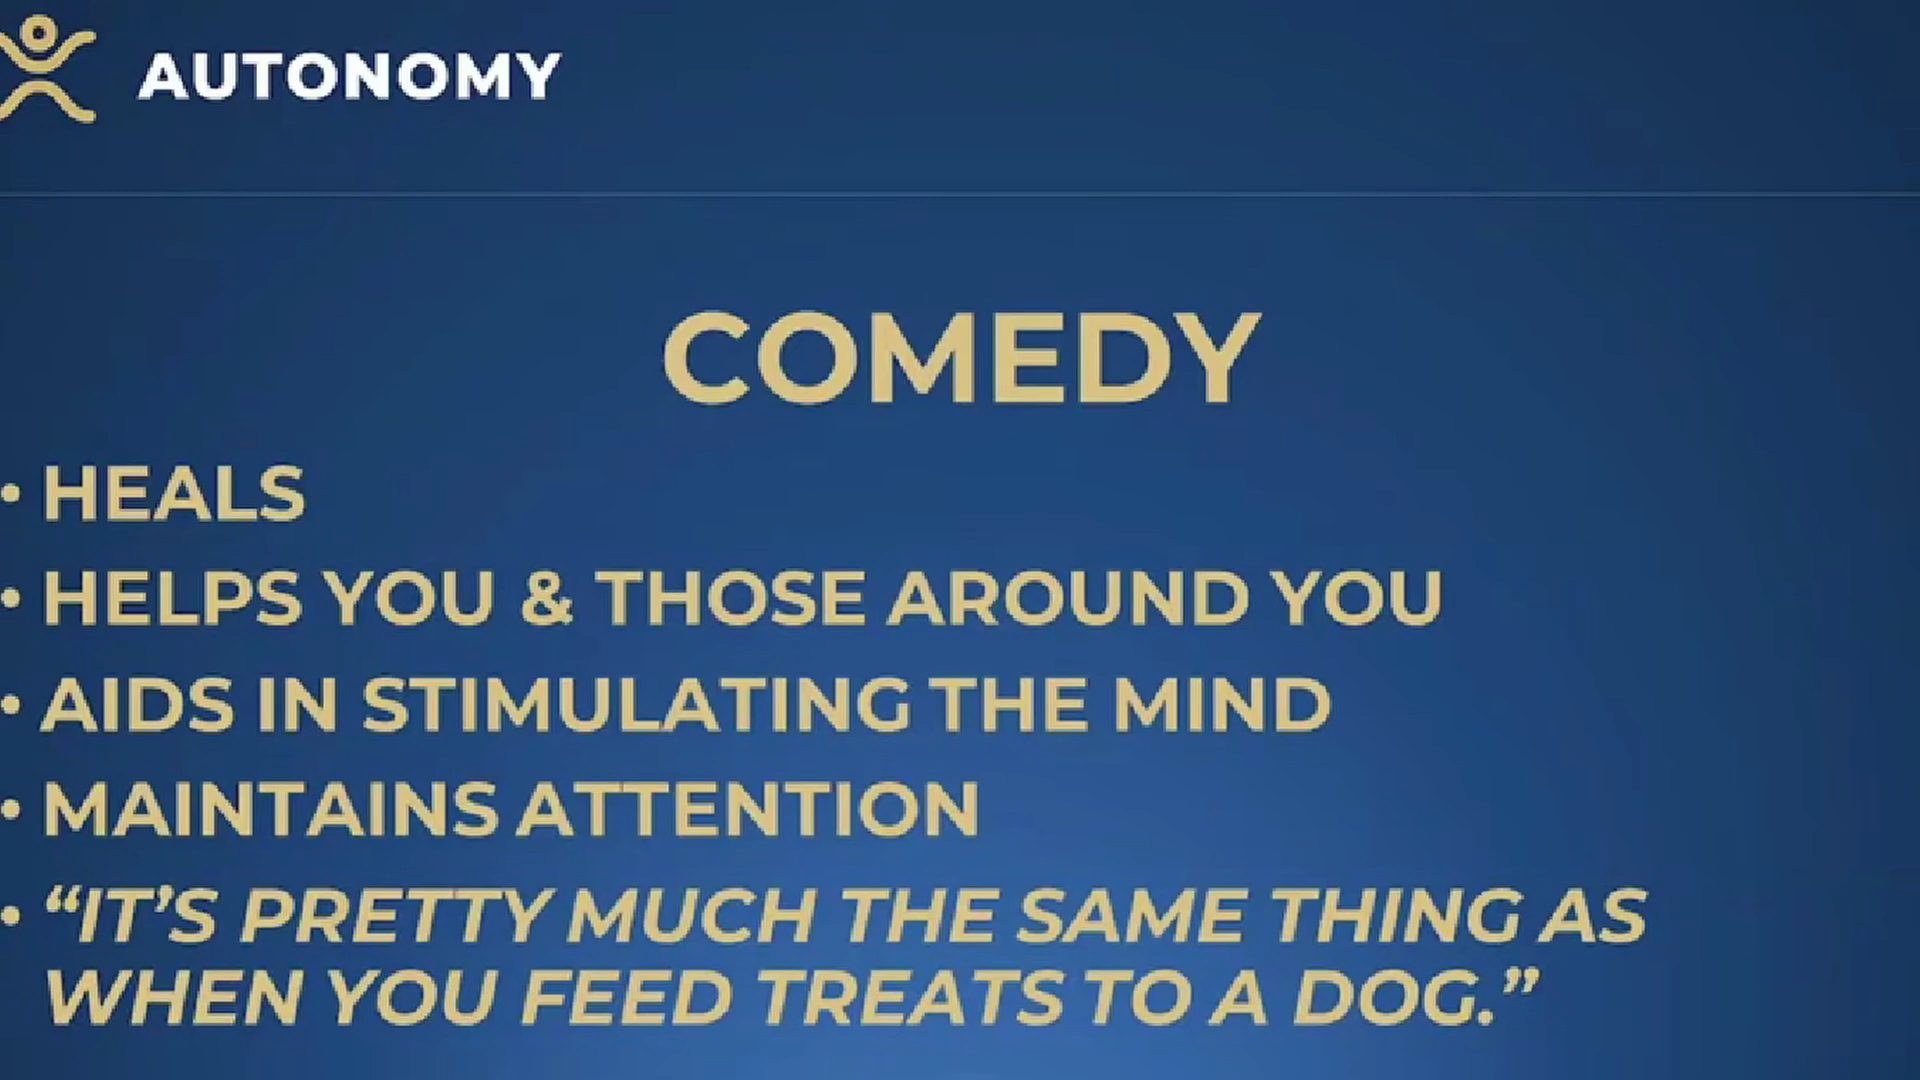 AUTONOMY
COMEDY
• HEALS
• HELPS YOU & THOSE AROUND YOU
• AIDS IN STIMULATING THE MIND
• MAINTAINS ATTENTION
• “IT’S PRETTY MUCH THE SAME THING AS
WHEN YOU FEED TREATS TO A DOG.”